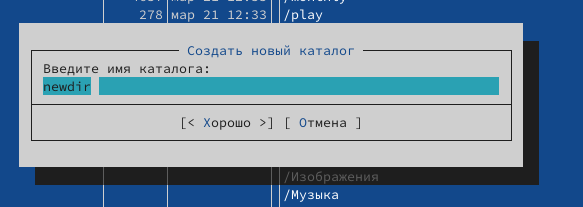 278 мар 21 12:33 /play
Создать новый каталог
Введите имя каталога:
newdir
[< Хорошо >] [ Отмена ]
/Изображения
/Музыка